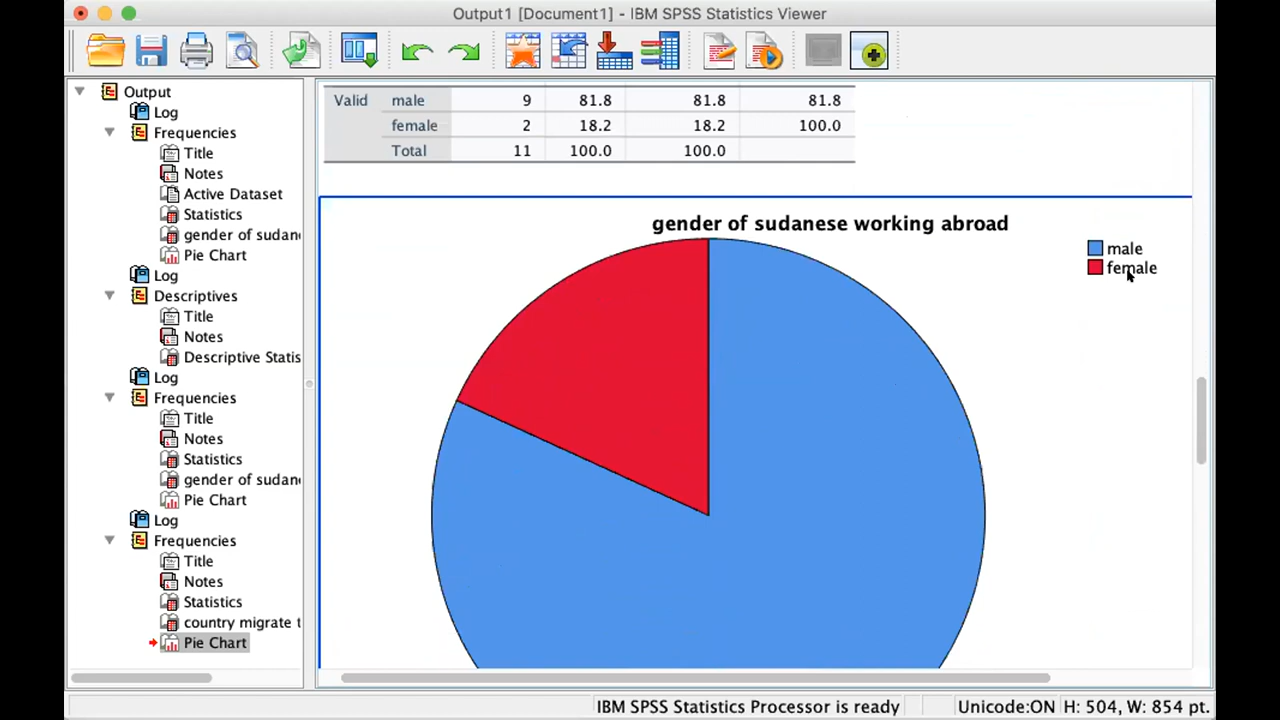 Output1 [Document1] - IBM SPSS Statistics Viewer
Output
Log
Frequencies
Title
Notes
Active Dataset
Statistics
gender of sudan
Pie Chart
Log
Descriptives
Title
Notes
Descriptive Statis
Log
Frequencies
Title
Notes
Statistics
gender of sudan
Pie Chart
Log
Frequencies
Title
Notes
Statistics
country migrate t
Pie Chart
Valid male 9 81.8 81.8 81.8
female 2 18.2 18.2 100.0
Total 11 100.0 100.0
gender of sudanese working abroad
male
female
IBM SPSS Statistics Processor is ready Unicode:ON H: 504, W: 854 pt.